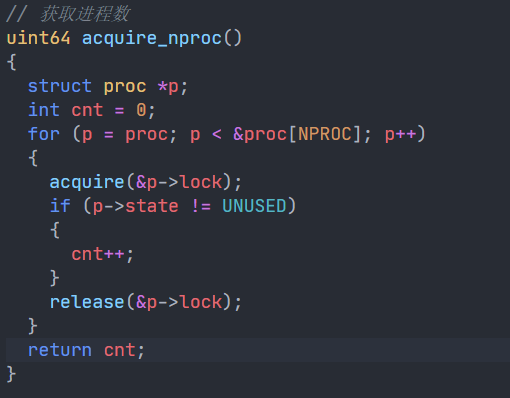 // 获取进程数
uint64 acquire_nproc()
{
  struct proc *p;
  int cnt = 0;
  for (p = proc; p < &proc[NPROC]; p++)
  {
    acquire(&p->lock);
    if (p->state != UNUSED)
    {
      cnt++;
    }
    release(&p->lock);
  }
  return cnt;
}